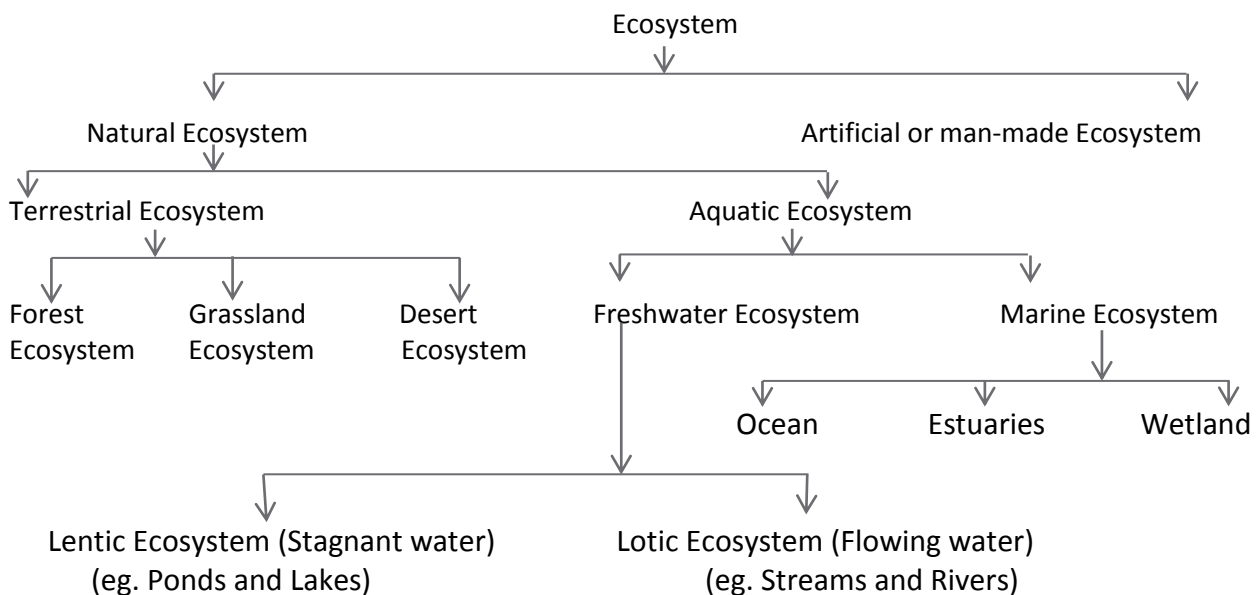 Ecosystem
Natural Ecosystem
Artificial or man-made Ecosystem
Terrestrial Ecosystem
Aquatic Ecosystem
Forest
Ecosystem
Grassland
Ecosystem
Desert
Ecosystem
Freshwater Ecosystem
Marine Ecosystem
Ocean
Estuaries
Wetland
Lentic Ecosystem (Stagnant water)
(eg. Ponds and Lakes)
Lotic Ecosystem (Flowing water)
(eg. Streams and Rivers)